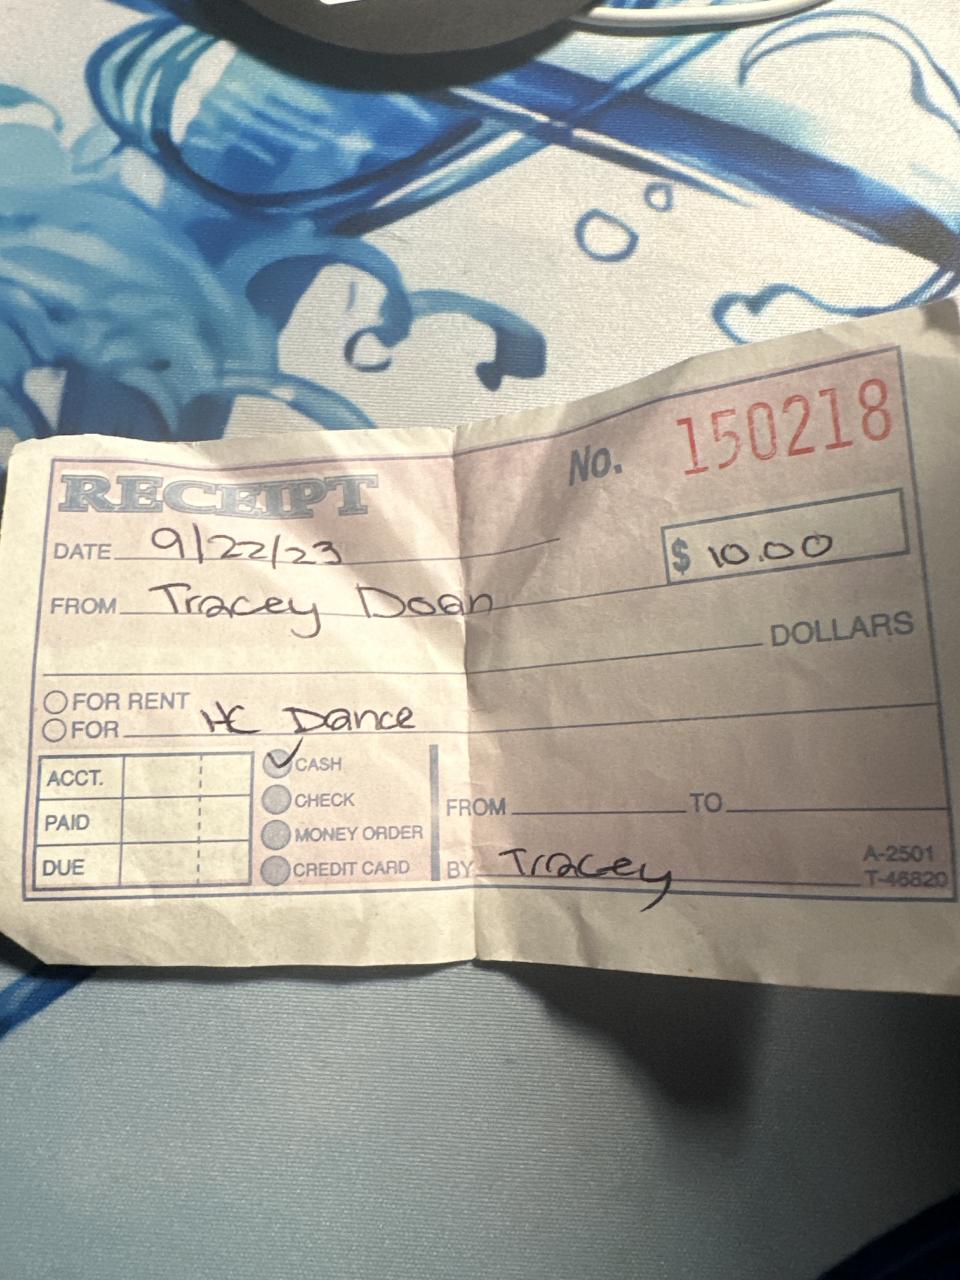 RECEIPT No. 150218
DATE 9/22/23 $ 10.00
FROM Tracey Doan
DOLLARS
FOR RENT
FOR HC Dance
ACCT.
PAID
DUE
CASH
CHECK
MONEY ORDER
CREDIT CARD
FROM TO
BY Tracey
A-2501
T-46820